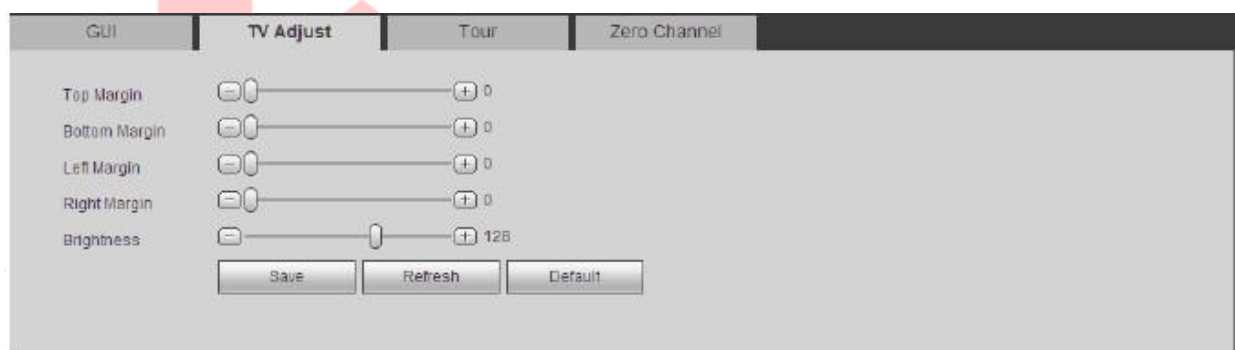 GUI TV Adjust Tour Zero Channel
Top Margin 0
Bottom Margin 0
Left Margin 0
Right Margin 0
Brightness 128
Save Refresh Default